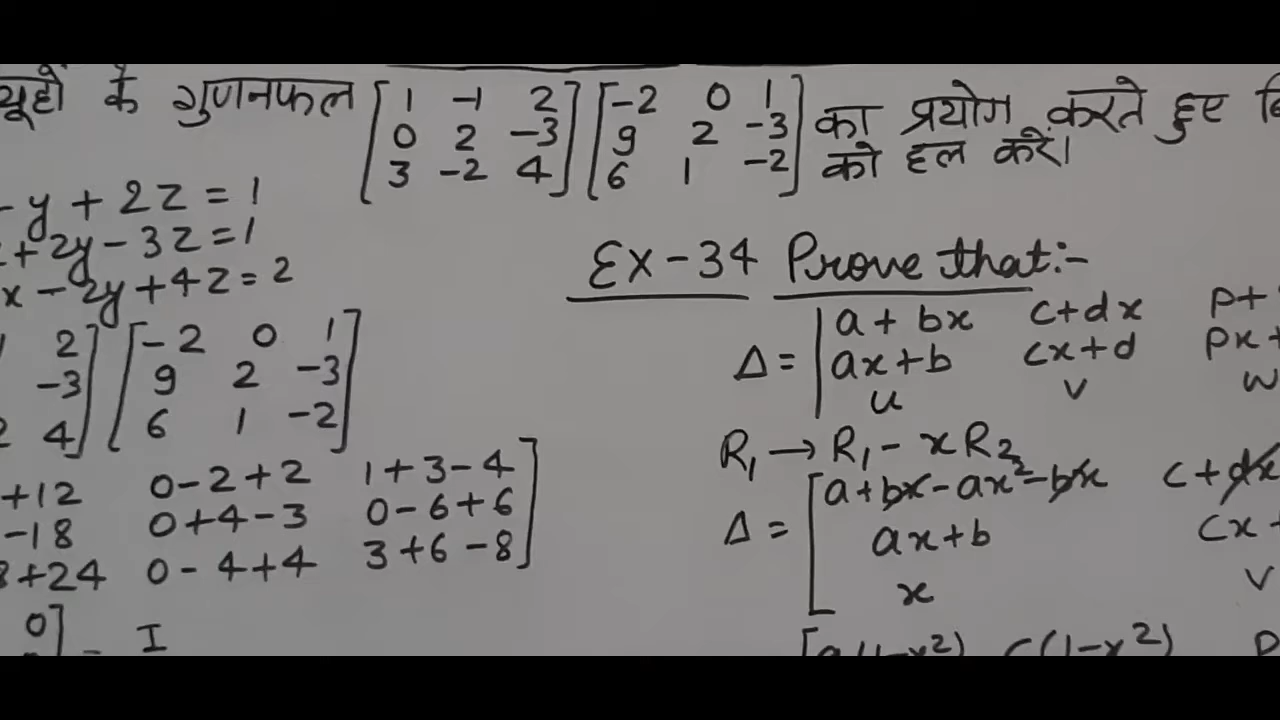 के गुणनफल [1 -1 2 [-2 0 1 का प्रयोग करते हुए
0 2 -3 9 2 -3
3 -2 4] 6 1 -2] को हल करें।
- y + 2z = 1
+ 2y - 3z = 1
x - 2y + 4z = 2
2 [-2 0 1
-3 9 2 -3
4] 6 1 -2]
+12 0-2+2 1+3-4
-18 0+4-3 0-6+6
+24 0-4+4 3+6-8]
0] = I
Ex-34 Prove that:-
Δ = |a + bx c + dx p +
ax + b cx + d px +
u v w
R₁ → R₁ - xR₂
Δ = [a + bx - ax² - bx c + dx
ax + b cx +
x v
[a(1-x²) c(1-x²) p